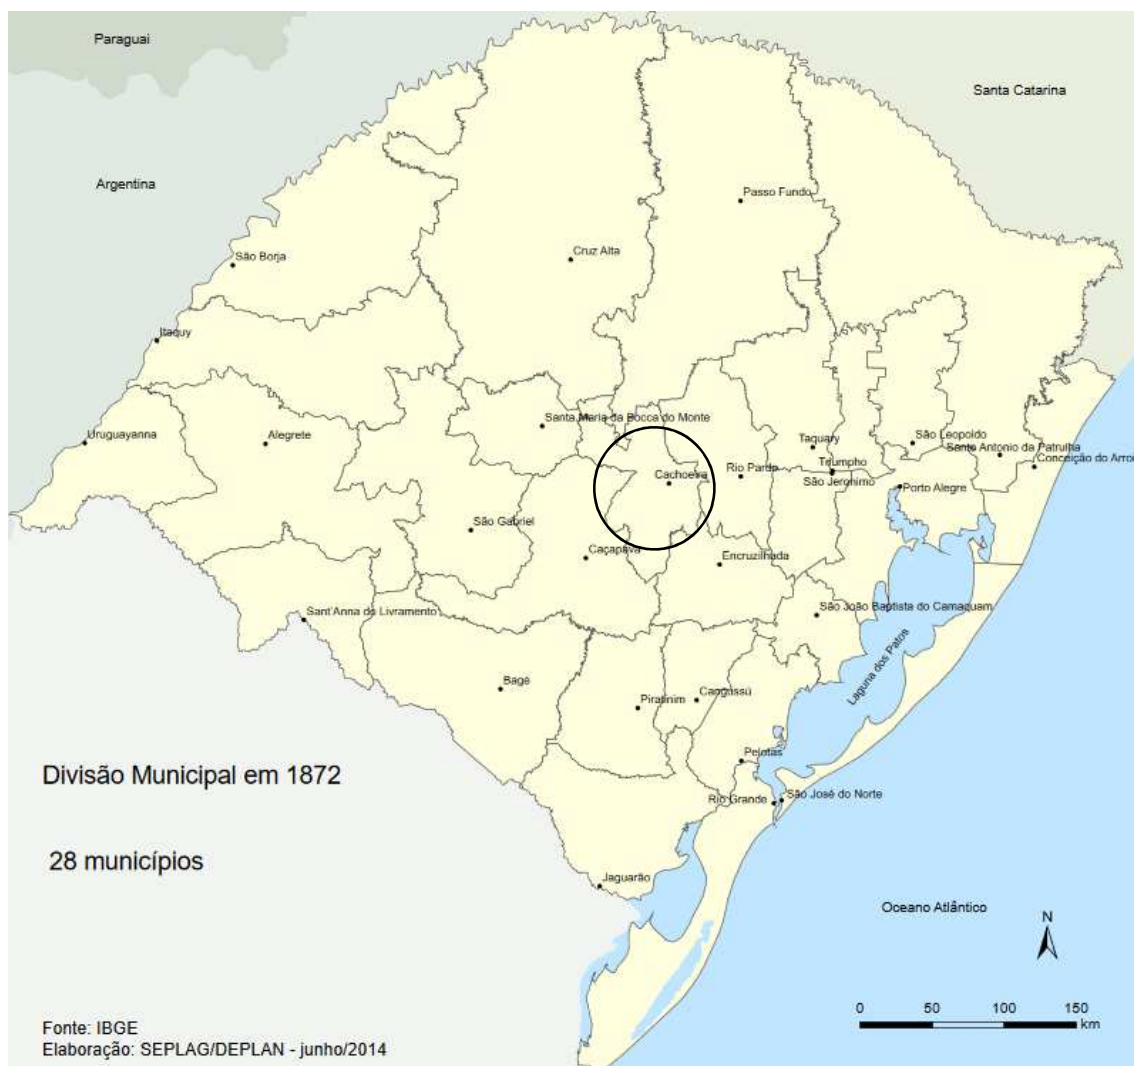 Paraguai
Santa Catarina
Argentina
Passo Fundo
Cruz Alta
São Borja
Itaquy
Santa Maria da Bocca do Monte
Uruguayanna
Alegrete
Taquary
São Leopoldo
Santo Antonio da Patrulha
Conceição do Arroi
Cachoeira
Rio Pardo
Triumpho
São Jeronimo
Porto Alegre
São Gabriel
Caçapava
Encruzilhada
Sant'Anna do Livramento
São João Baptista do Camaquam
Laguna dos Patos
Bagé
Piratinim
Cangussú
Pelotas
Divisão Municipal em 1872
Rio Grande
São José do Norte
28 municípios
Jaguarão
Oceano Atlântico
N
0 50 100 150
km
Fonte: IBGE
Elaboração: SEPLAG/DEPLAN - junho/2014